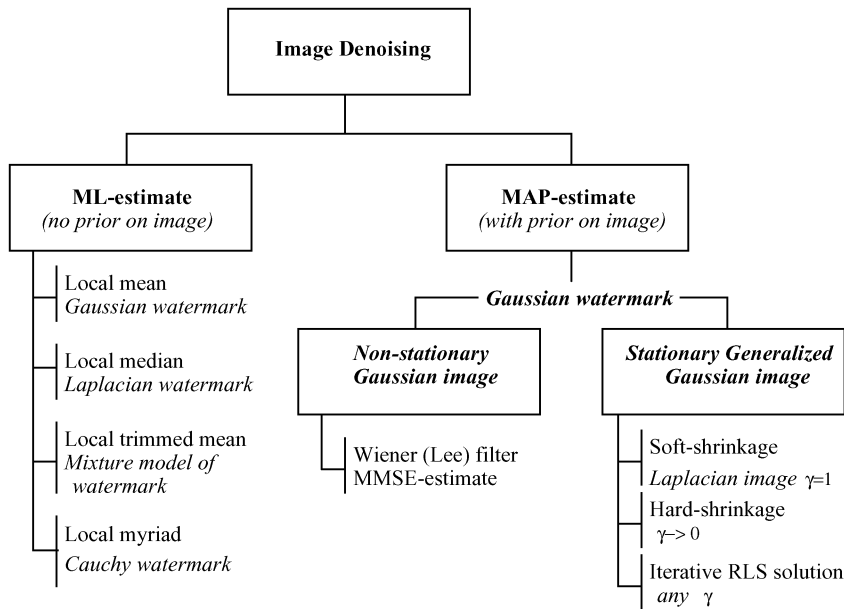 Image Denoising
ML-estimate
(no prior on image)
MAP-estimate
(with prior on image)
Local mean
Gaussian watermark
Local median
Laplacian watermark
Local trimmed mean
Mixture model of
watermark
Local myriad
Cauchy watermark
Gaussian watermark
Non-stationary
Gaussian image
Wiener (Lee) filter
MMSE-estimate
Stationary Generalized
Gaussian image
Soft-shrinkage
Laplacian image γ=1
Hard-shrinkage
γ-> 0
Iterative RLS solution
any γ